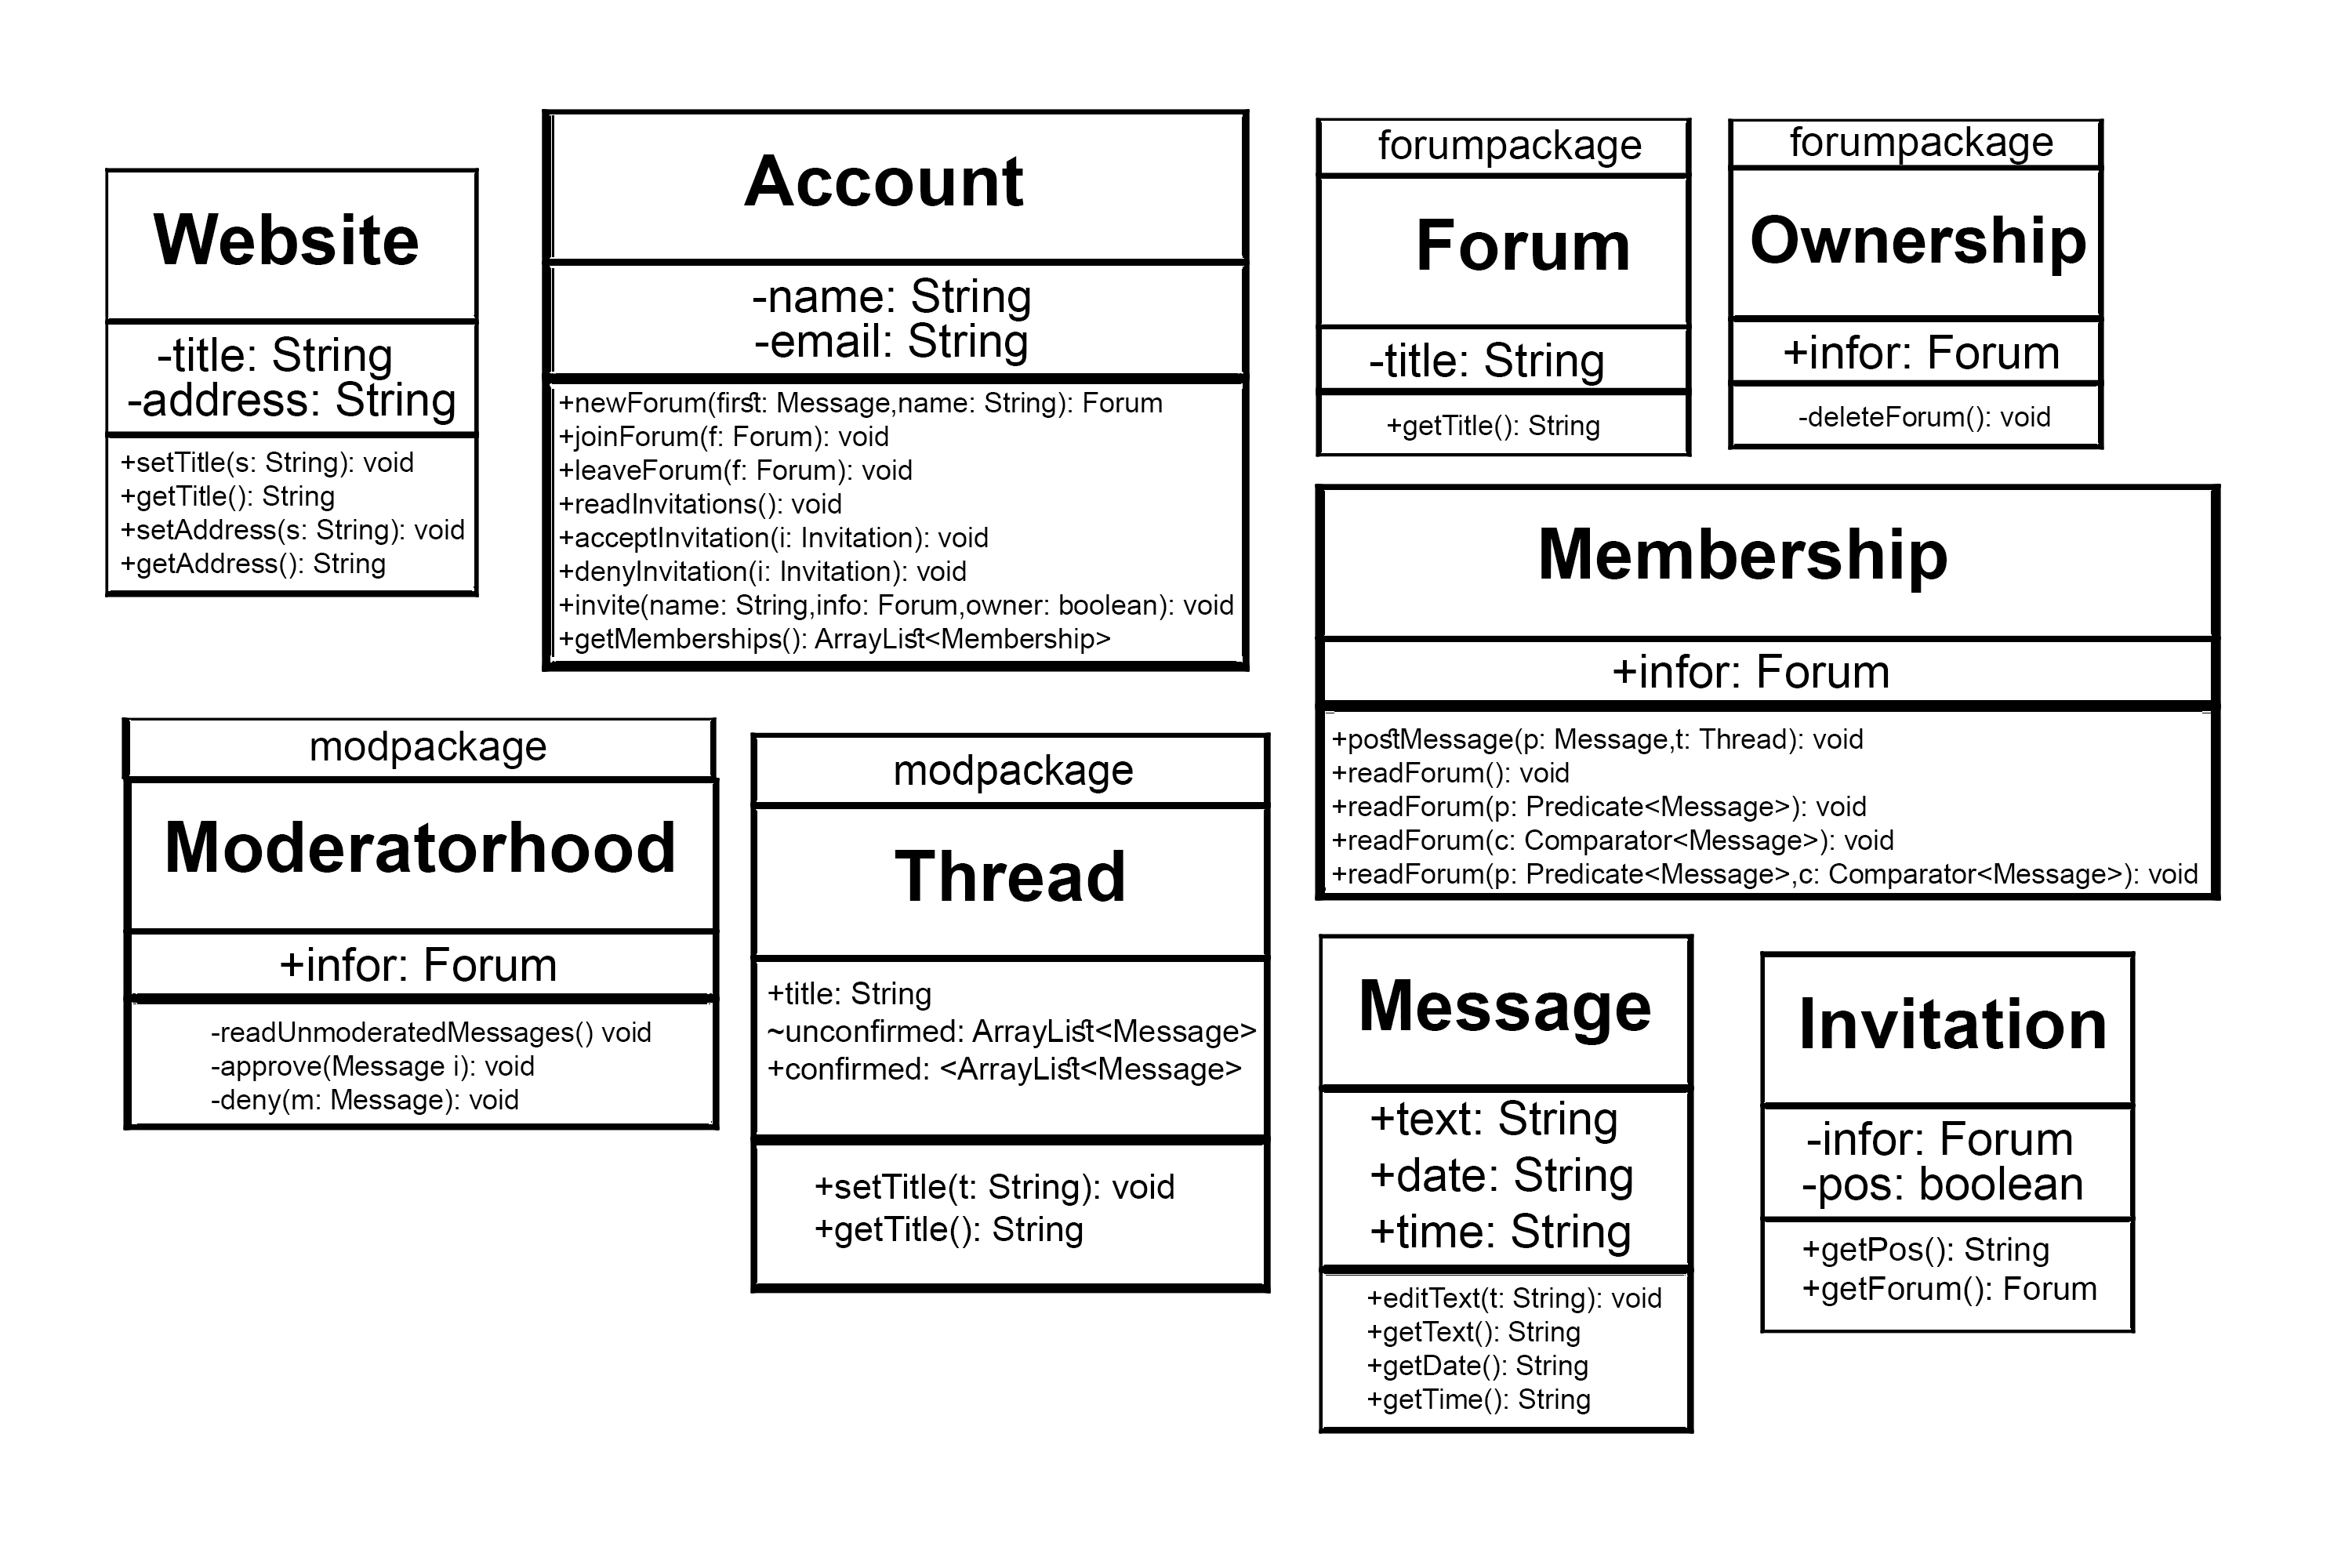 Website
-title: String
-address: String
+setTitle(s: String): void
+getTitle(): String
+setAddress(s: String): void
+getAddress(): String
Account
-name: String
-email: String
+newForum(first: Message,name: String): Forum
+joinForum(f: Forum): void
+leaveForum(f: Forum): void
+readInvitations(): void
+acceptInvitation(i: Invitation): void
+denyInvitation(i: Invitation): void
+invite(name: String,info: Forum,owner: boolean): void
+getMemberships(): ArrayList<Membership>
forumpackage
Forum
-title: String
+getTitle(): String
forumpackage
Ownership
+infor: Forum
-deleteForum(): void
Membership
+infor: Forum
+postMessage(p: Message,t: Thread): void
+readForum(): void
+readForum(p: Predicate<Message>): void
+readForum(c: Comparator<Message>): void
+readForum(p: Predicate<Message>,c: Comparator<Message>): void
modpackage
Moderatorhood
+infor: Forum
-readUnmoderatedMessages() void
-approve(Message i): void
-deny(m: Message): void
modpackage
Thread
+title: String
~unconfirmed: ArrayList<Message>
+confirmed: <ArrayList<Message>
+setTitle(t: String): void
+getTitle(): String
Message
+text: String
+date: String
+time: String
+editText(t: String): void
+getText(): String
+getDate(): String
+getTime(): String
Invitation
-infor: Forum
-pos: boolean
+getPos(): String
+getForum(): Forum